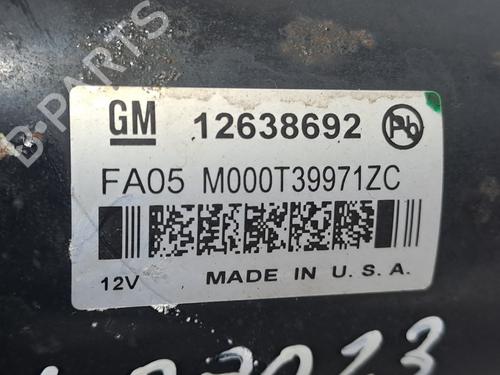 B-PARTS
GM 12638692 Pb
FA05 M000T39971ZC
12V MADE IN U.S.A.